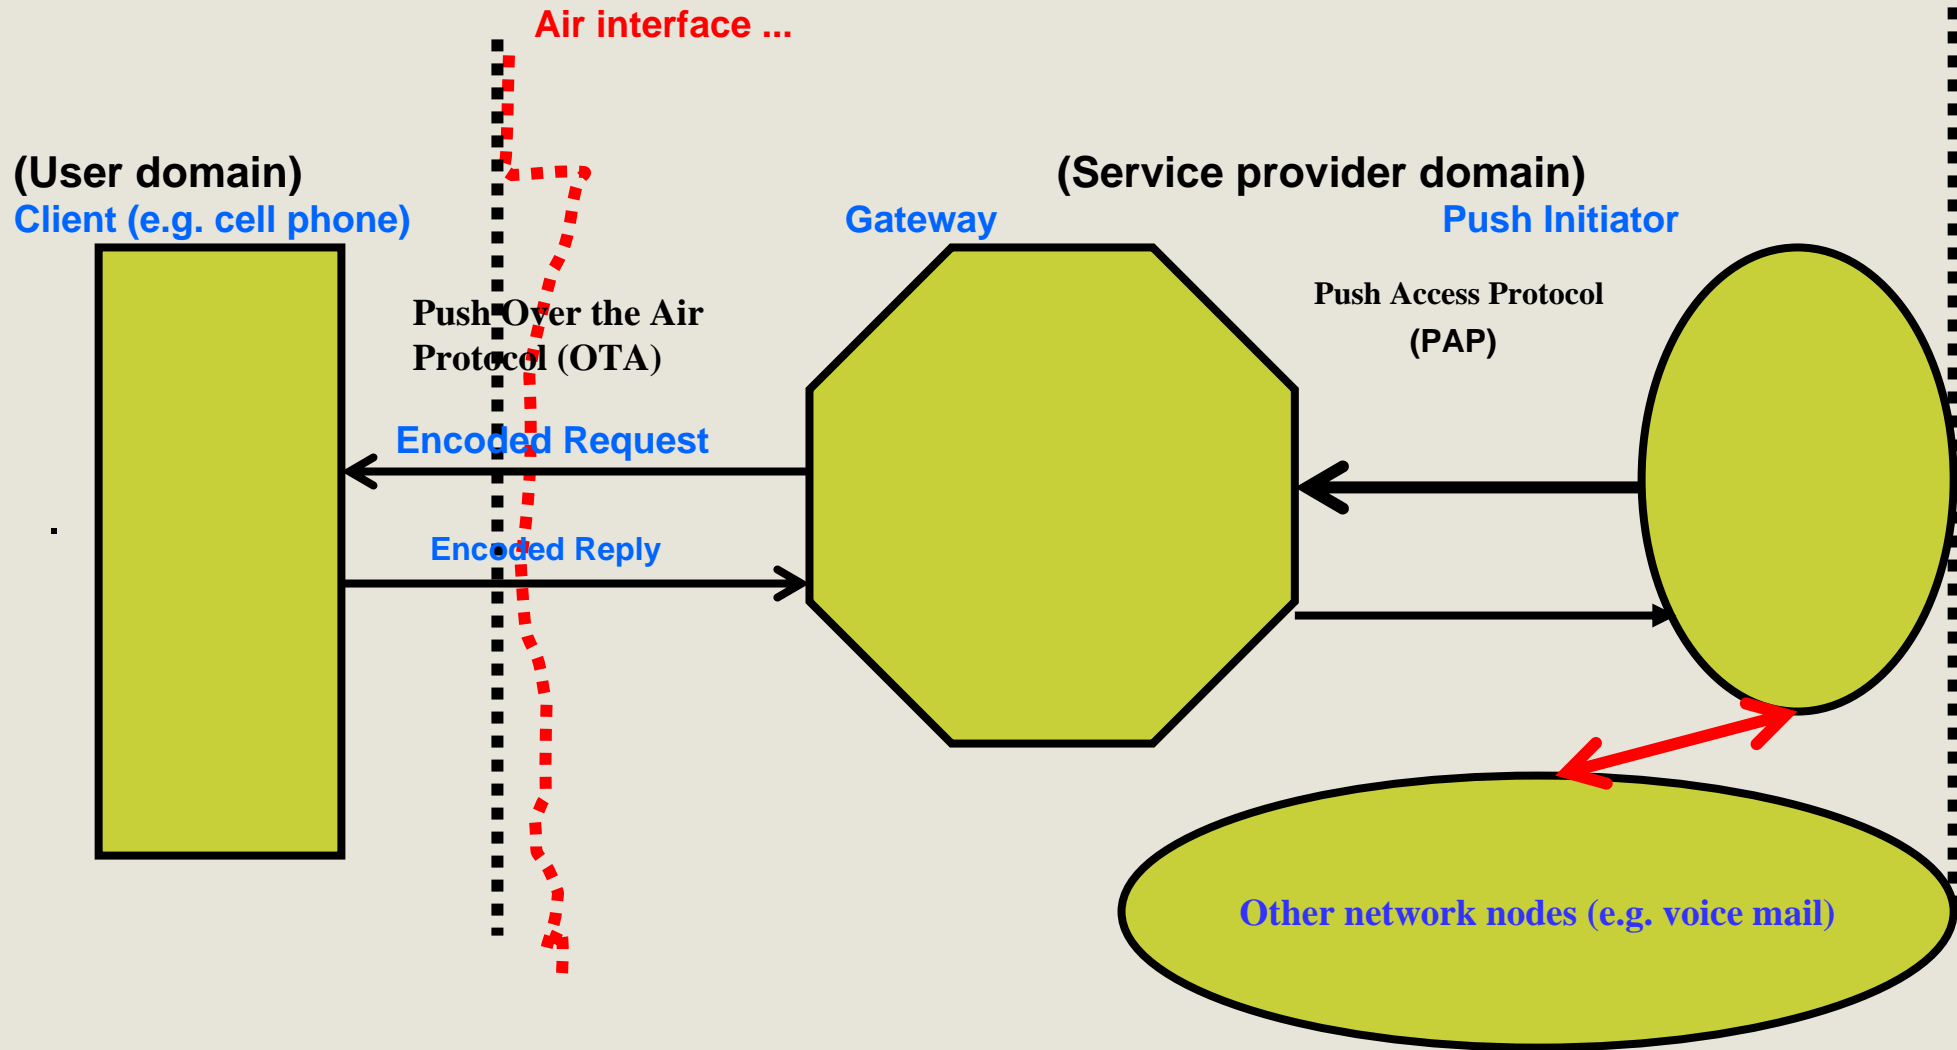 Air interface ...
(User domain)
(Service provider domain)
Client (e.g. cell phone)
Gateway
Push Initiator
Push Over the Air
Protocol (OTA)
Push Access Protocol
(PAP)
Encoded Request
Encoded Reply
Other network nodes (e.g. voice mail)